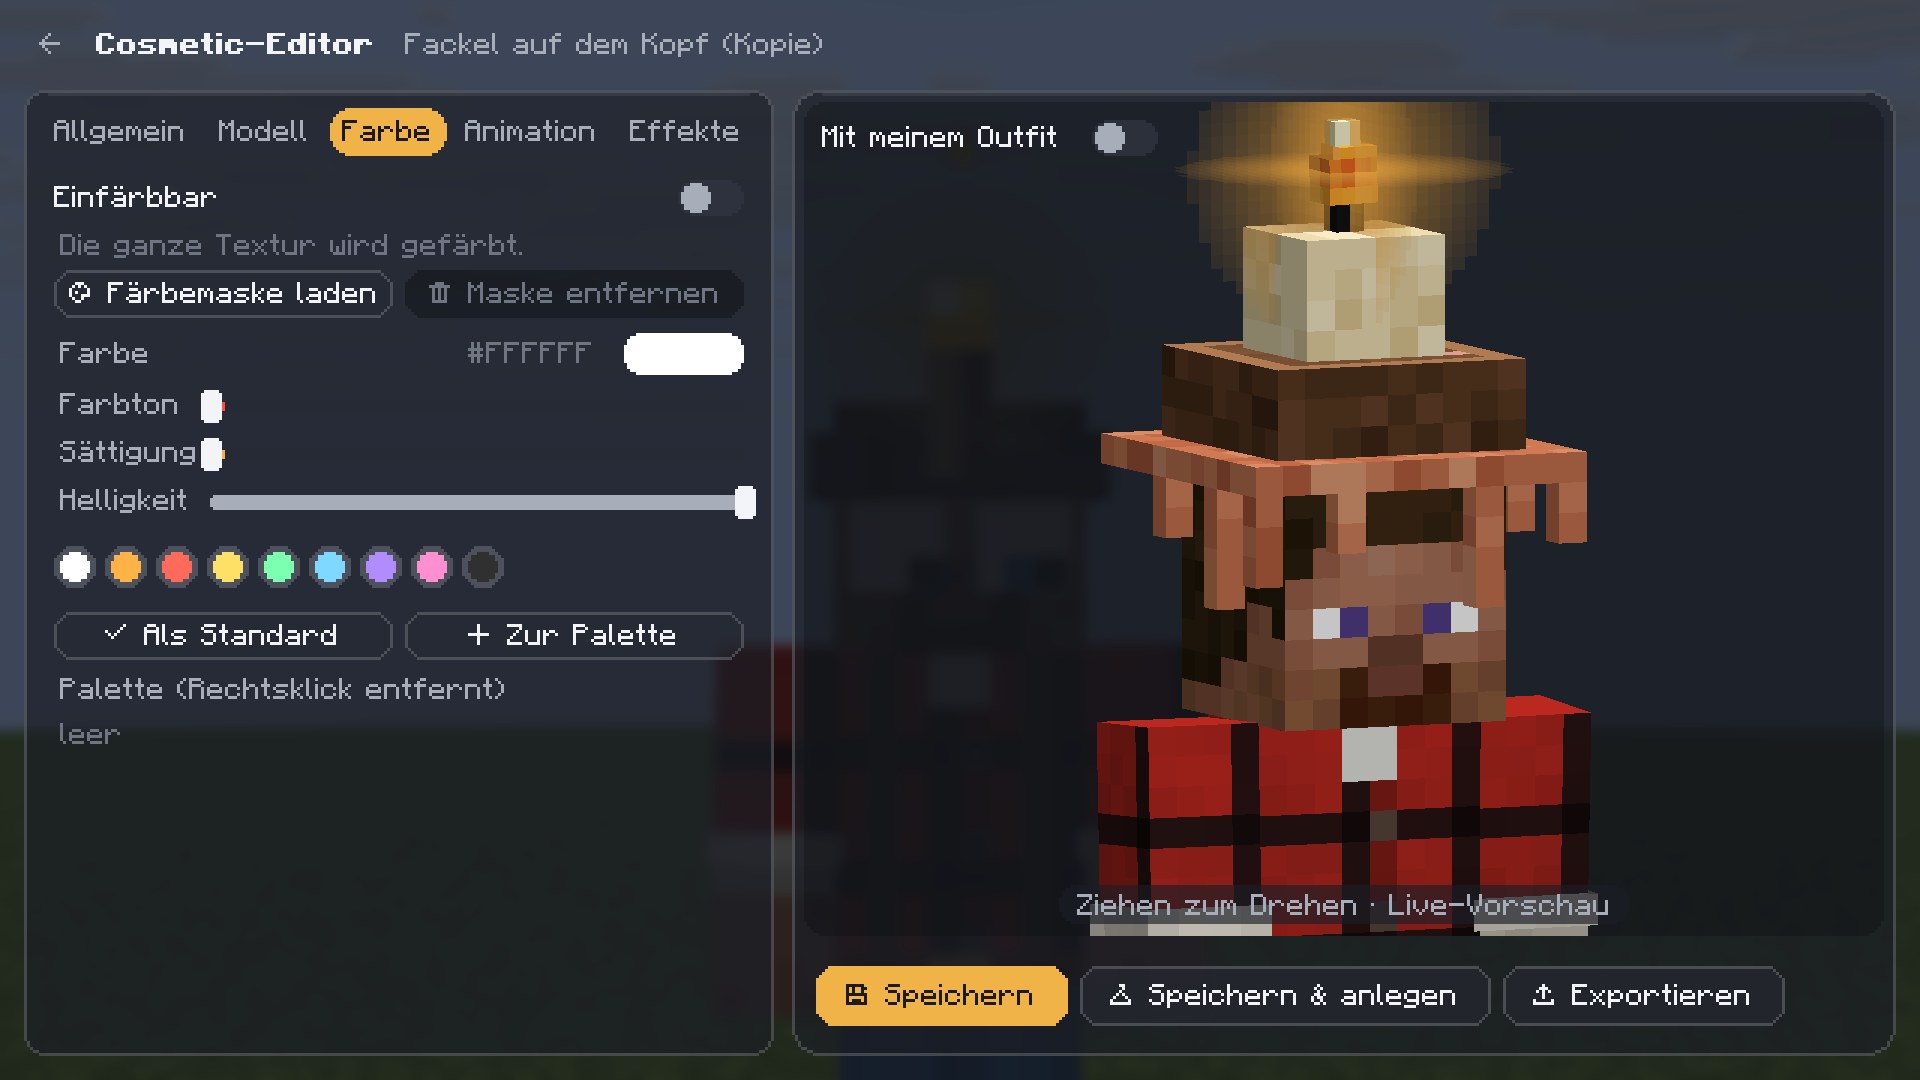 ← Cosmetic-Editor Fackel auf dem Kopf (Kopie)
Allgemein Modell Farbe Animation Effekte
Einfärbbar
Die ganze Textur wird gefärbt.
Färbemaske laden Maske entfernen
Farbe #FFFFFF
Farbton
Sättigung
Helligkeit
Als Standard + Zur Palette
Palette (Rechtsklick entfernt)
leer
Mit meinem Outfit
Ziehen zum Drehen · Live-Vorschau
Speichern Speichern & anlegen Exportieren